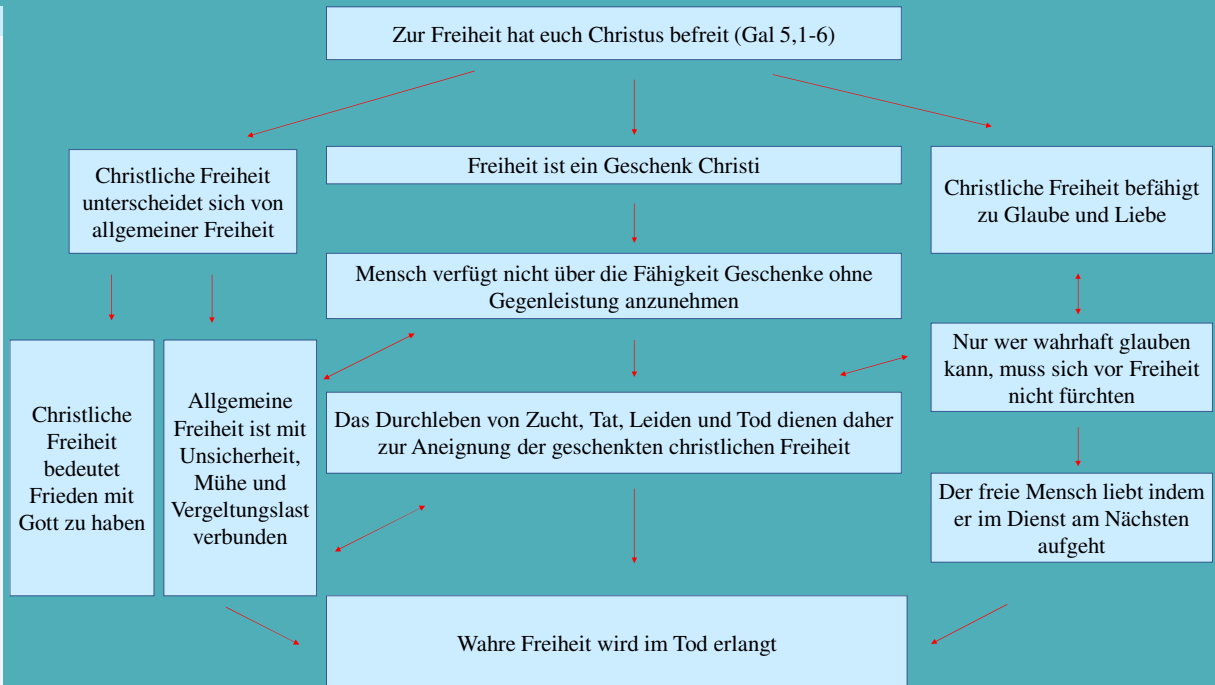 Zur Freiheit hat euch Christus befreit (Gal 5,1-6)
Christliche Freiheit
unterscheidet sich von
allgemeiner Freiheit
Freiheit ist ein Geschenk Christi
Christliche Freiheit befähigt
zu Glaube und Liebe
Mensch verfügt nicht über die Fähigkeit Geschenke ohne
Gegenleistung anzunehmen
Christliche
Freiheit
bedeutet
Frieden mit
Gott zu haben
Allgemeine
Freiheit ist mit
Unsicherheit,
Mühe und
Vergeltungslast
verbunden
Das Durchleben von Zucht, Tat, Leiden und Tod dienen daher
zur Aneignung der geschenkten christlichen Freiheit
Nur wer wahrhaft glauben
kann, muss sich vor Freiheit
nicht fürchten
Der freie Mensch liebt indem
er im Dienst am Nächsten
aufgeht
Wahre Freiheit wird im Tod erlangt